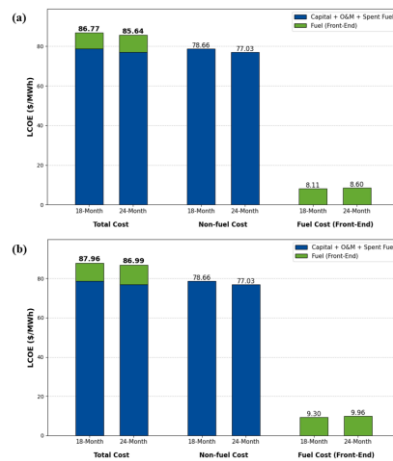 (a)
Capital + O&M + Spent Fuel
Fuel (Front-End)
86.77
85.64
78.66
77.03
8.11
8.60
80
60
40
20
0
LCOE ($/MWh)
18-Month
24-Month
18-Month
24-Month
18-Month
24-Month
Total Cost
Non-fuel Cost
Fuel Cost (Front-End)
(b)
Capital + O&M + Spent Fuel
Fuel (Front-End)
87.96
86.99
78.66
77.03
9.30
9.96
80
60
40
20
0
LCOE ($/MWh)
18-Month
24-Month
18-Month
24-Month
18-Month
24-Month
Total Cost
Non-fuel Cost
Fuel Cost (Front-End)